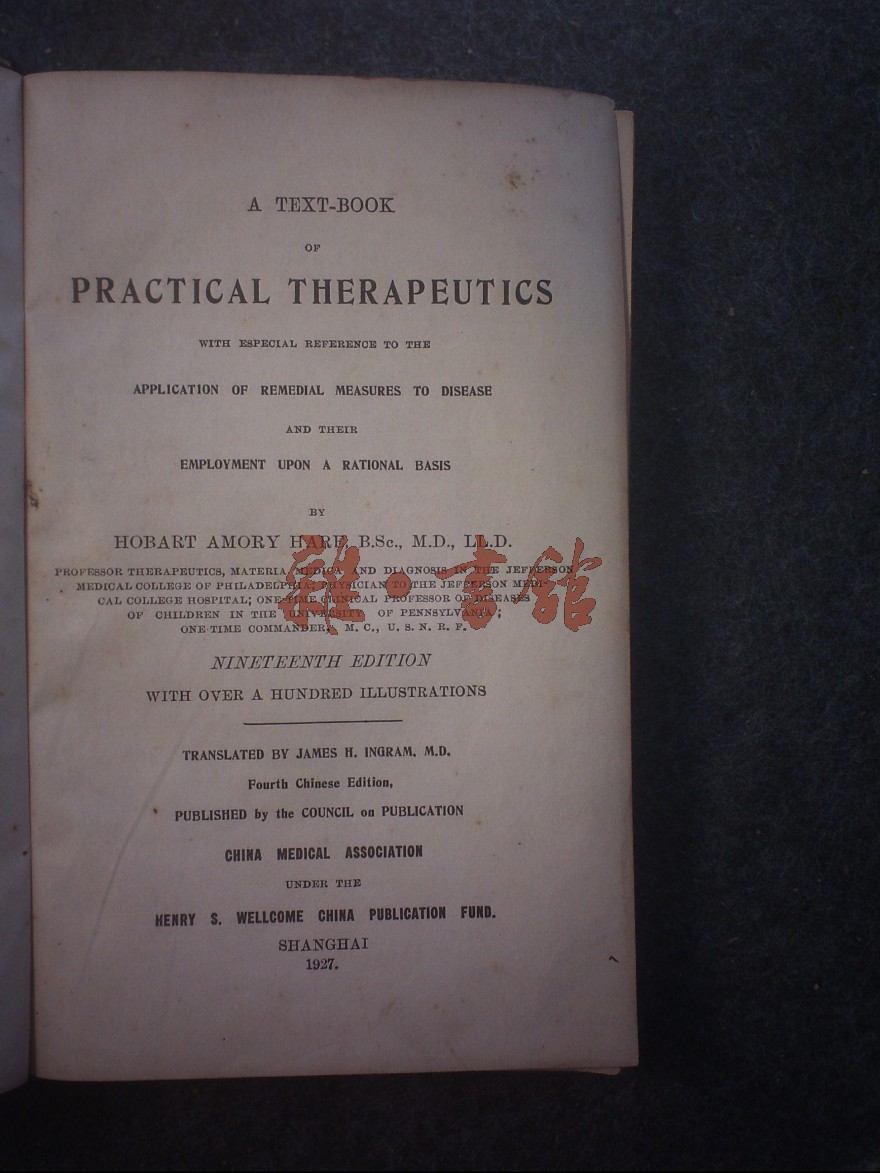 A TEXT-BOOK
OF
PRACTICAL THERAPEUTICS
WITH ESPECIAL REFERENCE TO THE
APPLICATION OF REMEDIAL MEASURES TO DISEASE
AND THEIR
EMPLOYMENT UPON A RATIONAL BASIS
BY
HOBART AMORY HARE, B.Sc., M.D., LL.D.
PROFESSOR THERAPEUTICS, MATERIA MEDICA AND DIAGNOSIS IN THE JEFFERSON
MEDICAL COLLEGE OF PHILADELPHIA; PHYSICIAN TO THE JEFFERSON MEDI-
CAL COLLEGE HOSPITAL; ONE-TIME CLINICAL PROFESSOR OF DISEASES
OF CHILDREN IN THE UNIVERSITY OF PENNSYLVANIA;
ONE-TIME COMMANDER, M. C., U. S. N. R. F.
雜·書館
NINETEENTH EDITION
WITH OVER A HUNDRED ILLUSTRATIONS
TRANSLATED BY JAMES H. INGRAM, M.D.
Fourth Chinese Edition,
PUBLISHED by the COUNCIL on PUBLICATION
CHINA MEDICAL ASSOCIATION
UNDER THE
HENRY S. WELLCOME CHINA PUBLICATION FUND.
SHANGHAI
1927.